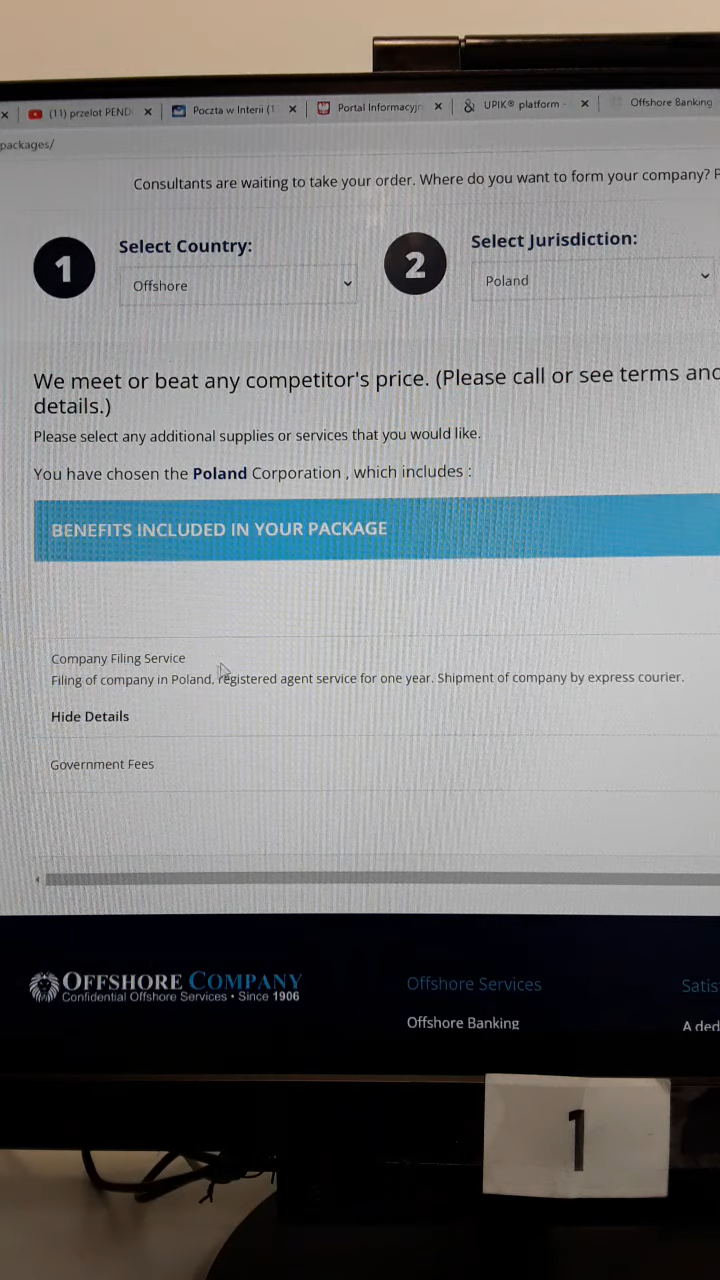 (11) przelot PEND
Poczta w Interii (1
Portal Informacyjn
UPIK® platform -
Offshore Banking
packages/
Consultants are waiting to take your order. Where do you want to form your company? P
1
Select Country:
Offshore
2
Select Jurisdiction:
Poland
We meet or beat any competitor's price. (Please call or see terms and
details.)
Please select any additional supplies or services that you would like.
You have chosen the Poland Corporation , which includes :
BENEFITS INCLUDED IN YOUR PACKAGE
Company Filing Service
Filing of company in Poland, registered agent service for one year. Shipment of company by express courier.
Hide Details
Government Fees
OFFSHORE COMPANY
Confidential Offshore Services • Since 1906
Offshore Services
Offshore Banking
Satis
A ded
1